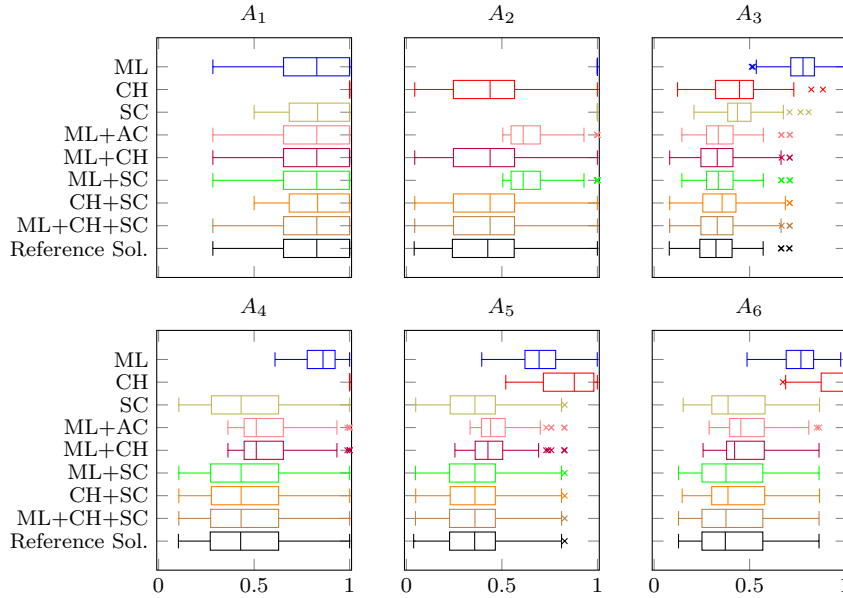 A1 A2 A3
ML
CH
SC
ML+AC
ML+CH
ML+SC
CH+SC
ML+CH+SC
Reference Sol.
A4 A5 A6
ML
CH
SC
ML+AC
ML+CH
ML+SC
CH+SC
ML+CH+SC
Reference Sol.
0 0.5 1 0 0.5 1 0 0.5 1